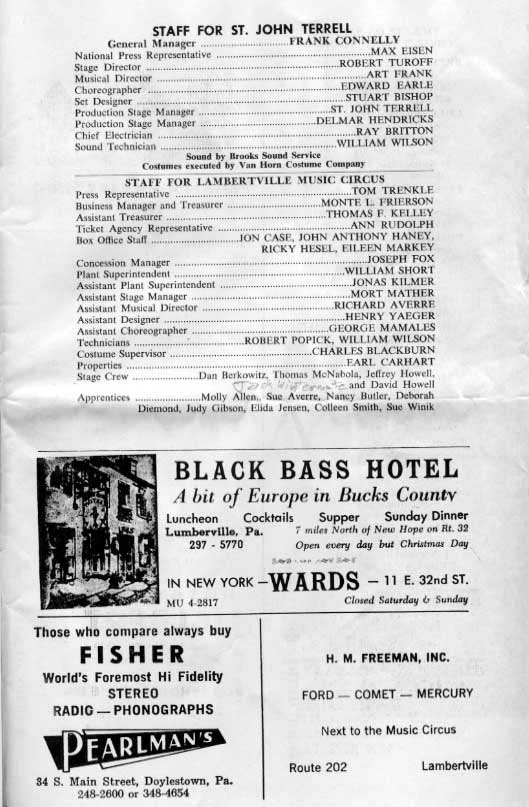 STAFF FOR ST. JOHN TERRELL
General Manager ..................... FRANK CONNELLY
National Press Representative ..................... MAX EISEN
Stage Director ..................... ROBERT TUROFF
Musical Director ..................... ART FRANK
Choreographer ..................... EDWARD EARLE
Set Designer ..................... STUART BISHOP
Production Stage Manager ..................... ST. JOHN TERRELL
Production Stage Manager ..................... DELMAR HENDRICKS
Chief Electrician ..................... RAY BRITTON
Sound Technician ..................... WILLIAM WILSON
Sound by Brooks Sound Service
Costumes executed by Van Horn Costume Company
STAFF FOR LAMBERTVILLE MUSIC CIRCUS
Press Representative ..................... TOM TRENKLE
Business Manager and Treasurer ..................... MONTE L. FRIERSON
Assistant Treasurer ..................... THOMAS F. KELLEY
Ticket Agency Representative ..................... ANN RUDOLPH
Box Office Staff ..................... JON CASE, JOHN ANTHONY HANEY,
RICKY HESEL, EILEEN MARKEY
Concession Manager ..................... JOSEPH FOX
Plant Superintendent ..................... WILLIAM SHORT
Assistant Plant Superintendent ..................... JONAS KILMER
Assistant Stage Manager ..................... MORT MATHER
Assistant Musical Director ..................... RICHARD AVERRE
Assistant Designer ..................... HENRY YAEGER
Assistant Choreographer ..................... GEORGE MAMALES
Technicians ..................... ROBERT POPICK, WILLIAM WILSON
Costume Supervisor ..................... CHARLES BLACKBURN
Properties ..................... EARL CARHART
Stage Crew ..................... Dan Berkowitz, Thomas McNabola, Jeffrey Howell,
Jack and David Howell
Apprentices ..................... Molly Allen, Sue Averre, Nancy Butler, Deborah
Diemond, Judy Gibson, Elida Jensen, Colleen Smith, Sue Winik
BLACK BASS HOTEL
A bit of Europe in Bucks County
Luncheon Cocktails Supper Sunday Dinner
Lumberville, Pa. 7 miles North of New Hope on Rt. 32
297 - 5770 Open every day but Christmas Day
IN NEW YORK — WARDS — 11 E. 32nd ST.
MU 4-2817 Closed Saturday & Sunday
Those who compare always buy
FISHER
World's Foremost Hi Fidelity
STEREO
RADIO — PHONOGRAPHS
PEARLMAN'S
34 S. Main Street, Doylestown, Pa.
248-2600 or 348-4654
H. M. FREEMAN, INC.
FORD — COMET — MERCURY
Next to the Music Circus
Route 202 Lambertville